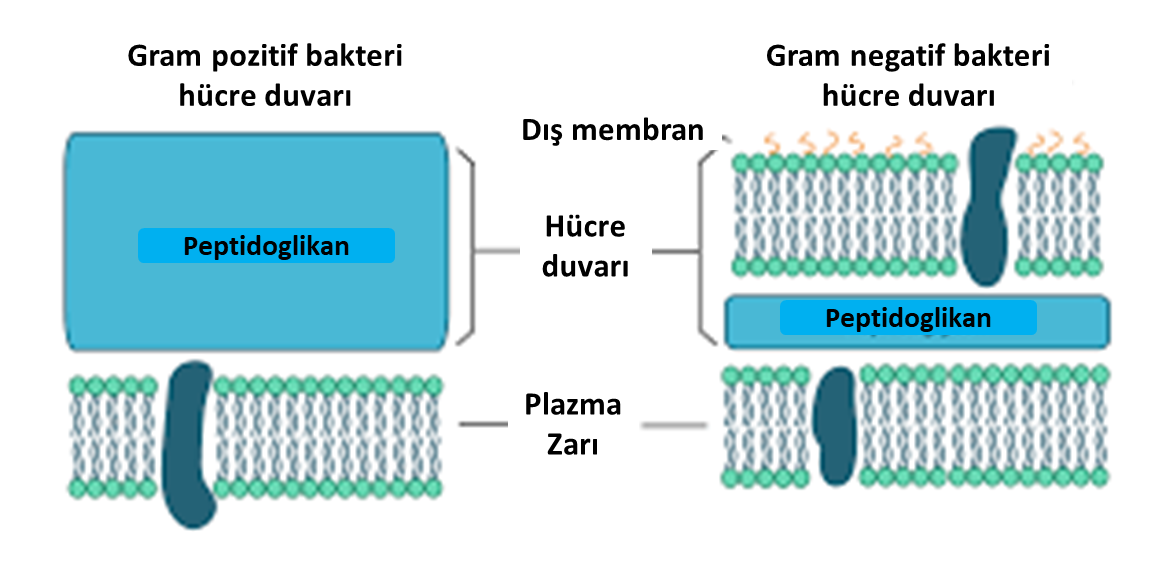 Gram pozitif bakteri
hücre duvarı
Gram negatif bakteri
hücre duvarı
Dış membran
Peptidoglikan
Hücre
duvarı
Peptidoglikan
Plazma
Zarı